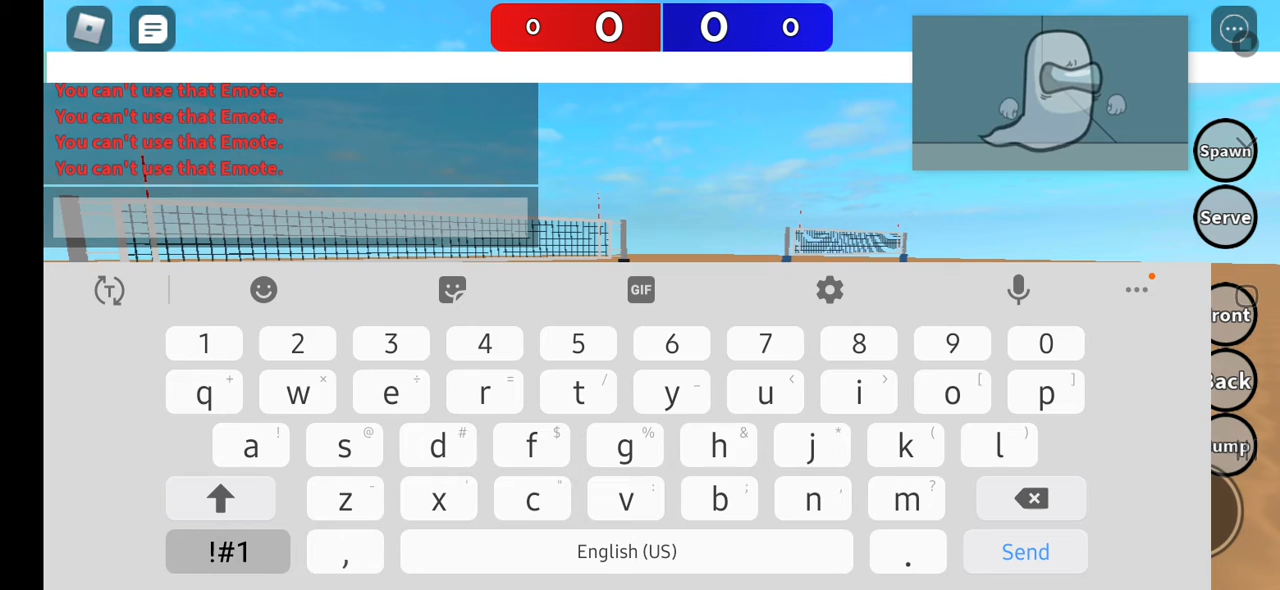 0 0 0 0
You can't use that Emote.
You can't use that Emote.
You can't use that Emote.
You can't use that Emote.
Spawn
Serve
GIF
1 2 3 4 5 6 7 8 9 0
q + w × e ÷ r = t / y _ u < i > o [ p ]
ront
a ! s @ d # f $ g % h & j * k ( l )
Back
ump
z - x ' c " v : b ; n , m ?
!#1 , English (US) . Send